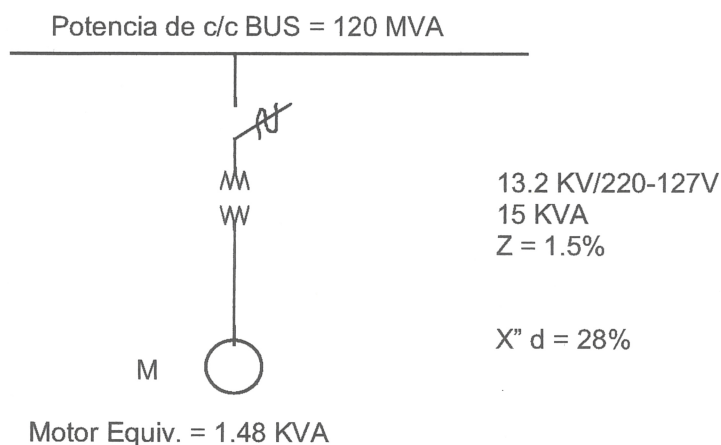 Potencia de c/c BUS = 120 MVA
13.2 KV/220-127V
15 KVA
Z = 1.5%
X” d = 28%
M
Motor Equiv. = 1.48 KVA